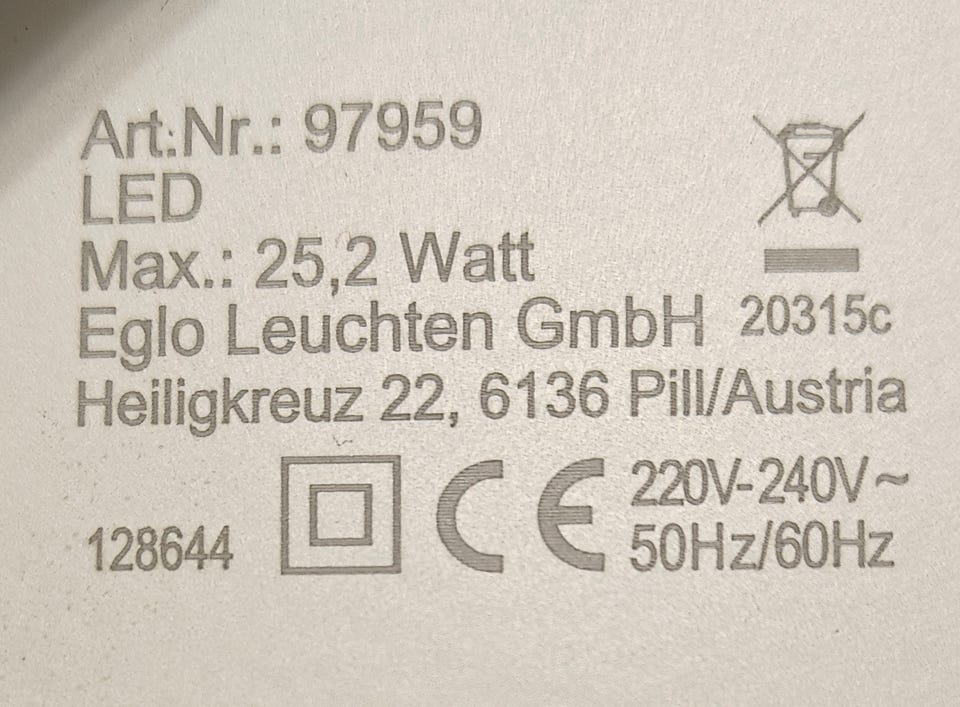 Art.Nr.: 97959
LED
Max.: 25,2 Watt
Eglo Leuchten GmbH 20315c
Heiligkreuz 22, 6136 Pill/Austria
128644 CE 220V-240V~
50Hz/60Hz